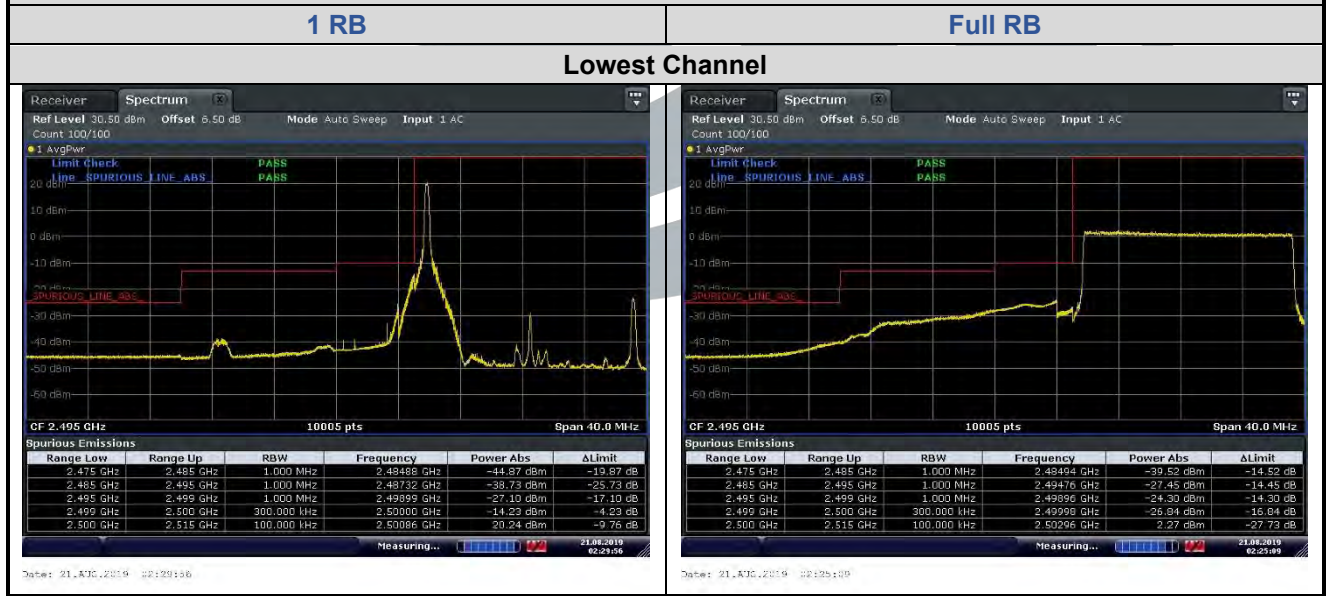 1 RB
Full RB
Lowest Channel
Receiver Spectrum
Ref Level 30.50 dBm Offset 6.50 dB Mode Auto Sweep Input 1 AC
Count 100/100
1 AvgPwr
Limit Check PASS
Line _SPURIOUS_LINE_ABS_ PASS
20 dBm
10 dBm
0 dBm
-10 dBm
-20 dBm
_SPURIOUS_LINE_ABS_
-30 dBm
-40 dBm
-50 dBm
-60 dBm
CF 2.495 GHz 10005 pts Span 40.0 MHz
Spurious Emissions
Range Low Range Up RBW Frequency Power Abs ΔLimit
2.475 GHz 2.485 GHz 1.000 MHz 2.48488 GHz -44.87 dBm -19.87 dB
2.485 GHz 2.495 GHz 1.000 MHz 2.48732 GHz -38.73 dBm -25.73 dB
2.495 GHz 2.499 GHz 1.000 MHz 2.49899 GHz -27.10 dBm -17.10 dB
2.499 GHz 2.500 GHz 300.000 kHz 2.50000 GHz -14.23 dBm -4.23 dB
2.500 GHz 2.515 GHz 100.000 kHz 2.50086 GHz 20.24 dBm -9.76 dB
Measuring... 21.08.2019
02:29:56
Date: 21.AUG.2019 02:29:56
Receiver Spectrum
Ref Level 30.50 dBm Offset 6.50 dB Mode Auto Sweep Input 1 AC
Count 100/100
1 AvgPwr
Limit Check PASS
Line _SPURIOUS_LINE_ABS_ PASS
20 dBm
10 dBm
0 dBm
-10 dBm
-20 dBm
_SPURIOUS_LINE_ABS_
-30 dBm
-40 dBm
-50 dBm
-60 dBm
CF 2.495 GHz 10005 pts Span 40.0 MHz
Spurious Emissions
Range Low Range Up RBW Frequency Power Abs ΔLimit
2.475 GHz 2.485 GHz 1.000 MHz 2.48494 GHz -39.52 dBm -14.52 dB
2.485 GHz 2.495 GHz 1.000 MHz 2.49476 GHz -27.45 dBm -14.45 dB
2.495 GHz 2.499 GHz 1.000 MHz 2.49896 GHz -24.30 dBm -14.30 dB
2.499 GHz 2.500 GHz 300.000 kHz 2.49998 GHz -26.84 dBm -16.84 dB
2.500 GHz 2.515 GHz 100.000 kHz 2.50296 GHz 2.27 dBm -27.73 dB
Measuring... 21.08.2019
02:25:09
Date: 21.AUG.2019 02:25:09